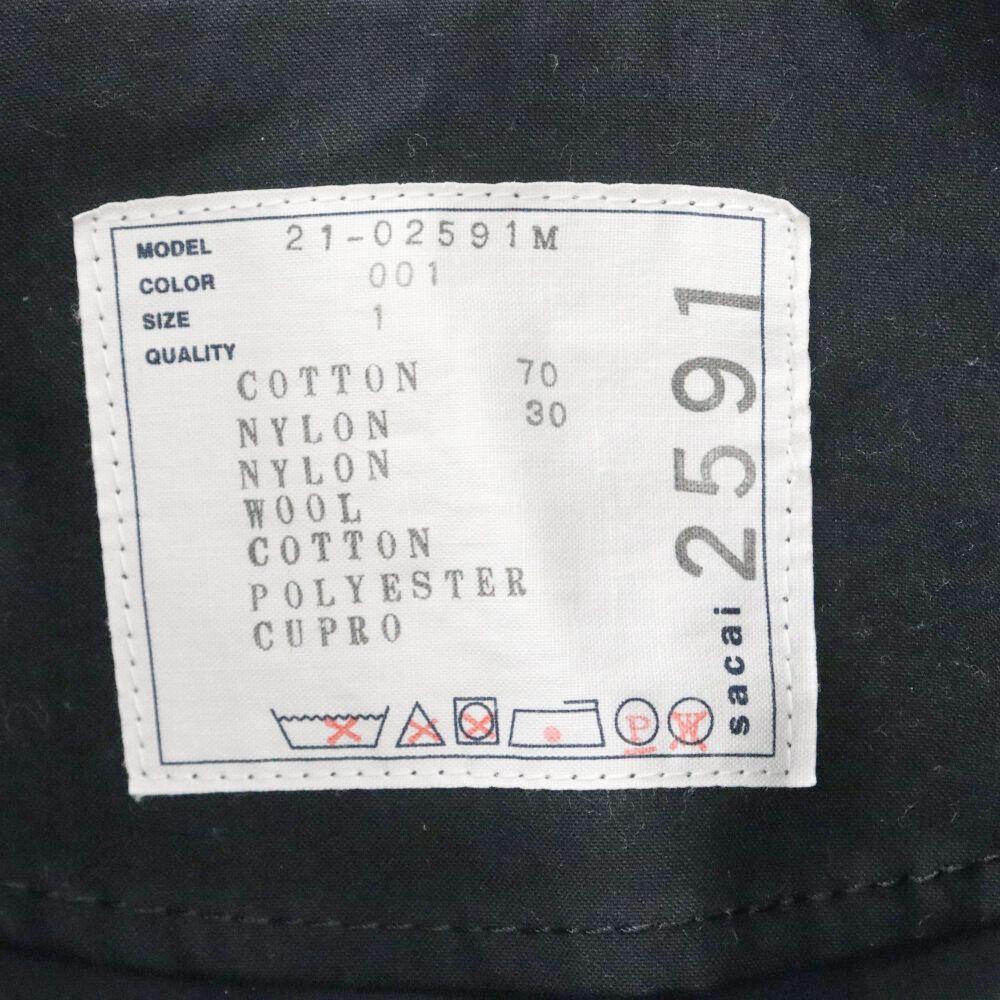 MODEL 21-02591M
COLOR 001
SIZE 1
QUALITY
COTTON 70
NYLON 30
NYLON
WOOL
COTTON
POLYESTER
CUPRO
P W
sacai 2591